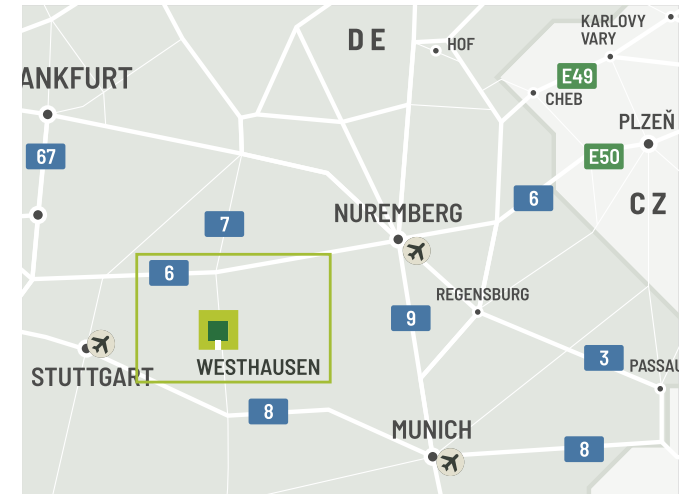 KARLOVY
VARY
DE
HOF
ANKFURT
E49
CHEB
PLZEŇ
67
E50
6
CZ
NUREMBERG
7
6
REGENSBURG
9
WESTHAUSEN
3
PASSAU
STUTTGART
8
MUNICH
8